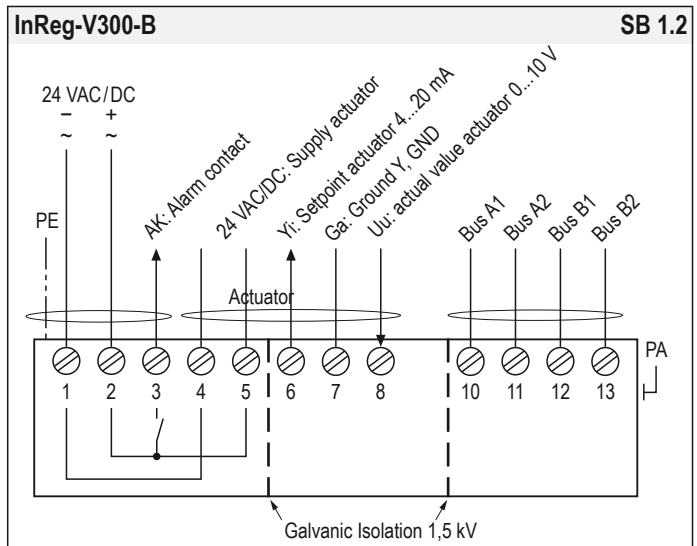 InReg-V300-B SB 1.2
24 VAC/DC
– +
~ ~
PE
AK: Alarm contact
24 VAC/DC: Supply actuator
Yi: Setpoint actuator 4...20 mA
Ga: Ground Y, GND
Uu: actual value actuator 0...10 V
Bus A1
Bus A2
Bus B1
Bus B2
Actuator
PA
1 2 3 4 5 6 7 8 10 11 12 13
Galvanic Isolation 1,5 kV